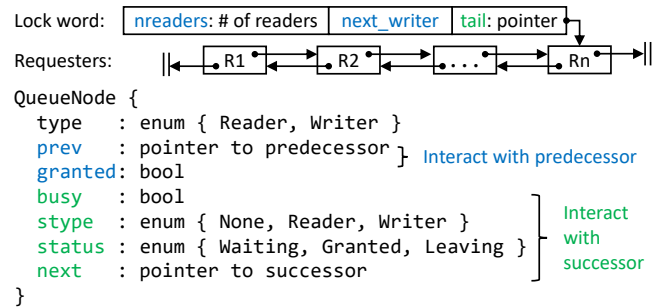 Lock word: nreaders: # of readers next_writer tail: pointer
Requesters: R1 R2 ... Rn
QueueNode {
type : enum { Reader, Writer }
prev : pointer to predecessor
granted: bool
Interact with predecessor
busy : bool
stype : enum { None, Reader, Writer }
status : enum { Waiting, Granted, Leaving }
next : pointer to successor
Interact
with
successor
}